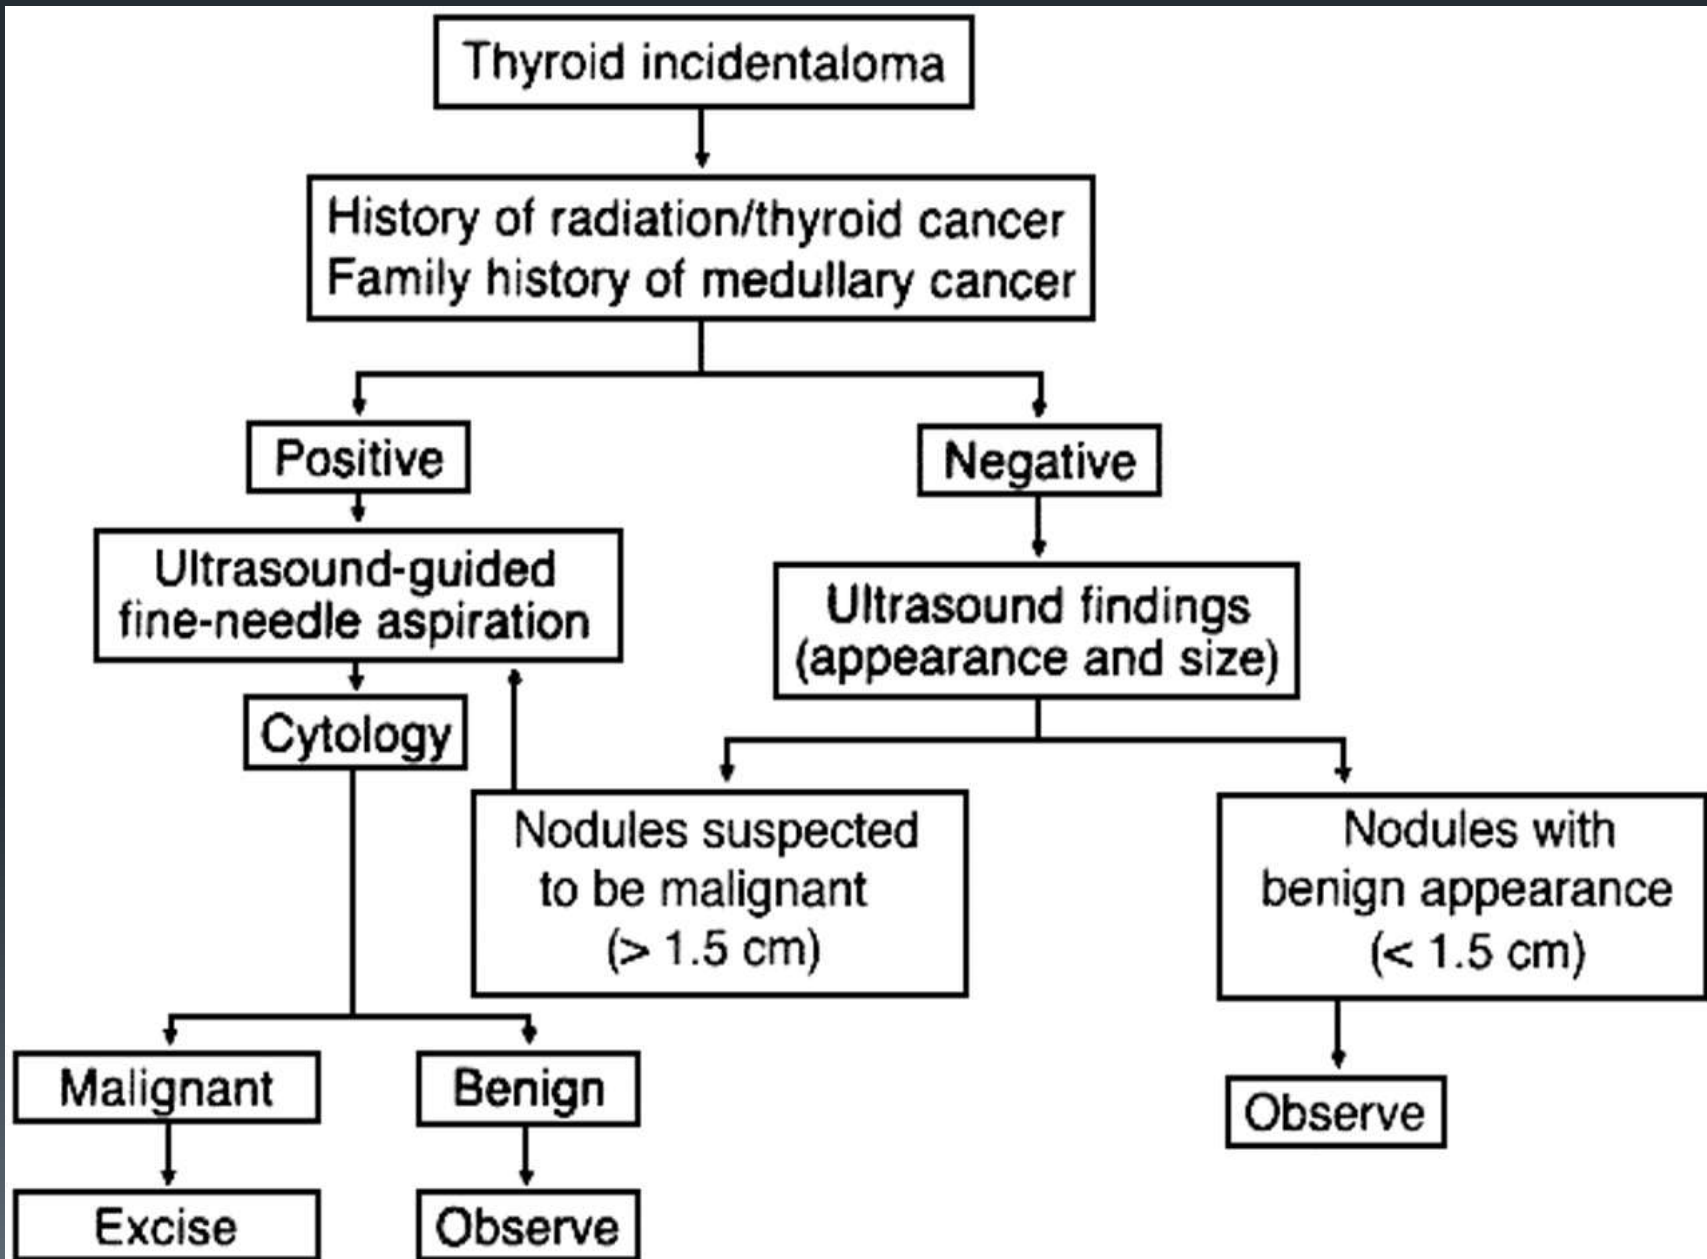 Thyroid incidentaloma
History of radiation/thyroid cancer
Family history of medullary cancer
Positive
Negative
Ultrasound-guided
fine-needle aspiration
Ultrasound findings
(appearance and size)
Cytology
Nodules suspected
to be malignant
(> 1.5 cm)
Nodules with
benign appearance
(< 1.5 cm)
Malignant
Benign
Observe
Excise
Observe